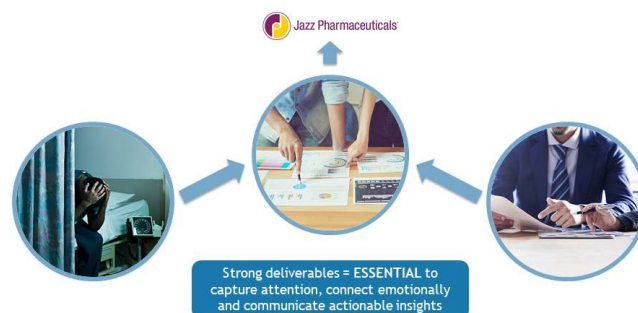 Jazz Pharmaceuticals
Strong deliverables = ESSENTIAL to
capture attention, connect emotionally
and communicate actionable insights